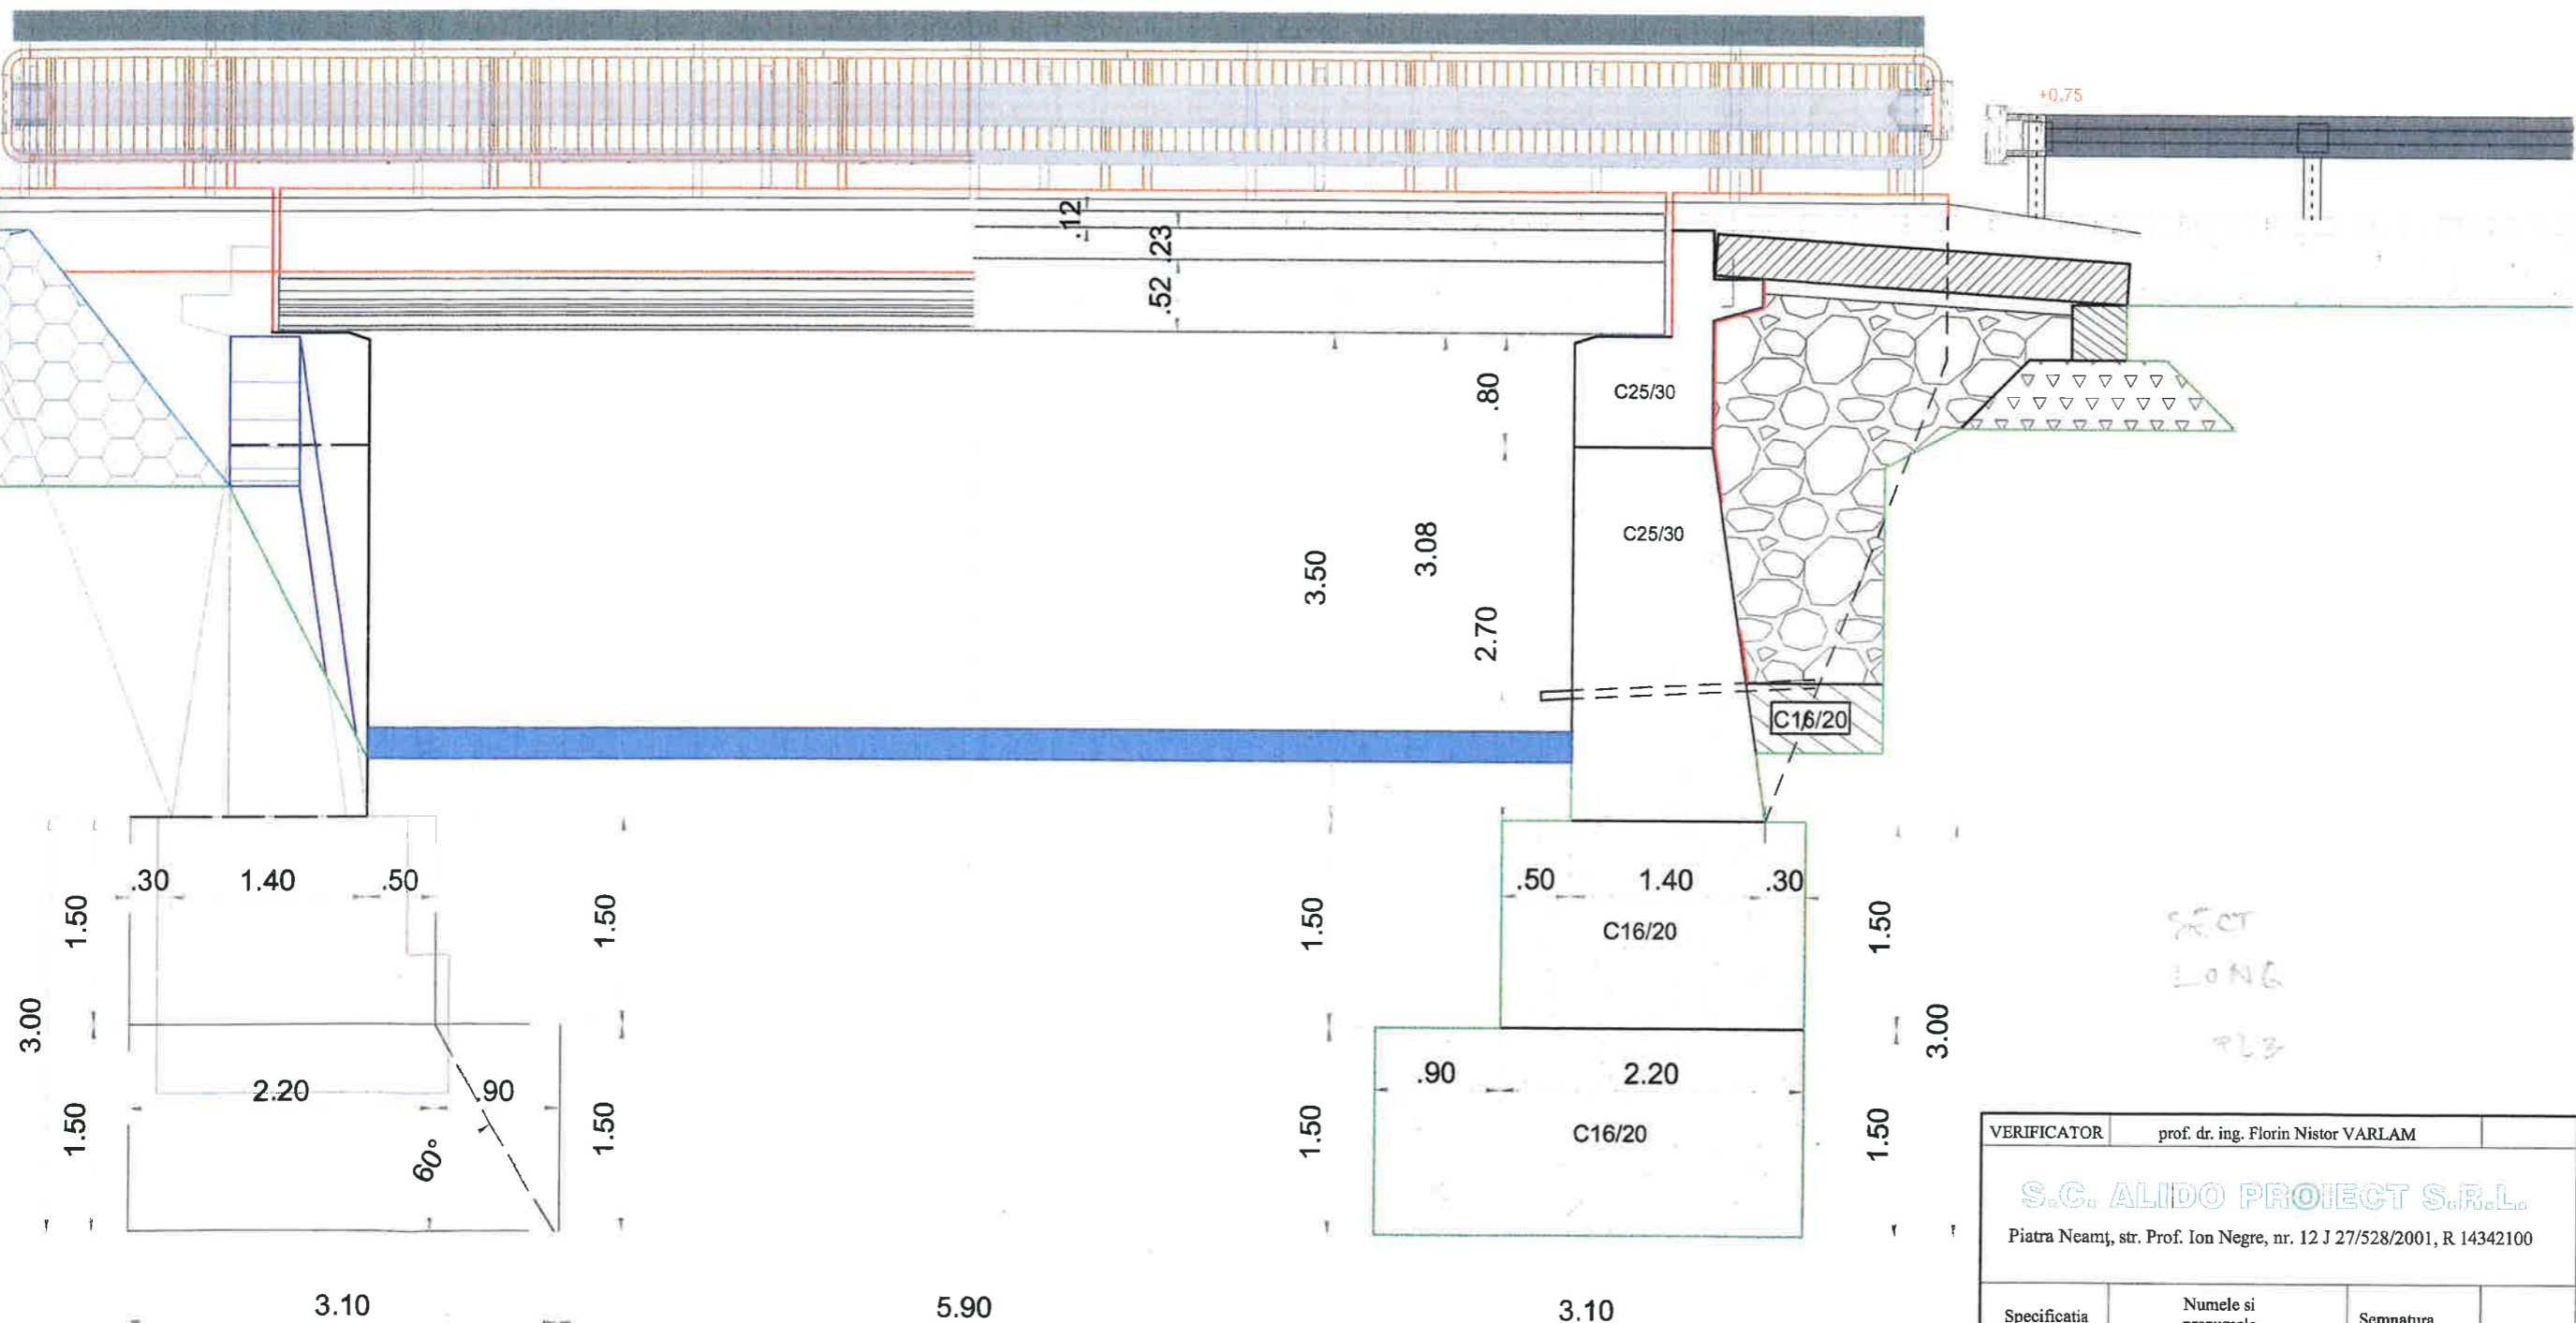 +0.75
.12
.23
.52
.80
C25/30
C25/30
3.50
3.08
2.70
C16/20
.30 1.40 .50
1.50
1.50
3.00
2.20 .90
1.50
1.50
60°
.50 1.40 .30
C16/20
1.50
1.50
3.00
.90 2.20
C16/20
1.50
1.50
SECT
LONG
3.10 5.90 3.10
VERIFICATOR prof. dr. ing. Florin Nistor VARLAM
S.C. ALIDO PROIECT S.R.L.
Piatra Neamț, str. Prof. Ion Negre, nr. 12 J 27/528/2001, R 14342100
Specificatia Numele si Semnatura
prenumele